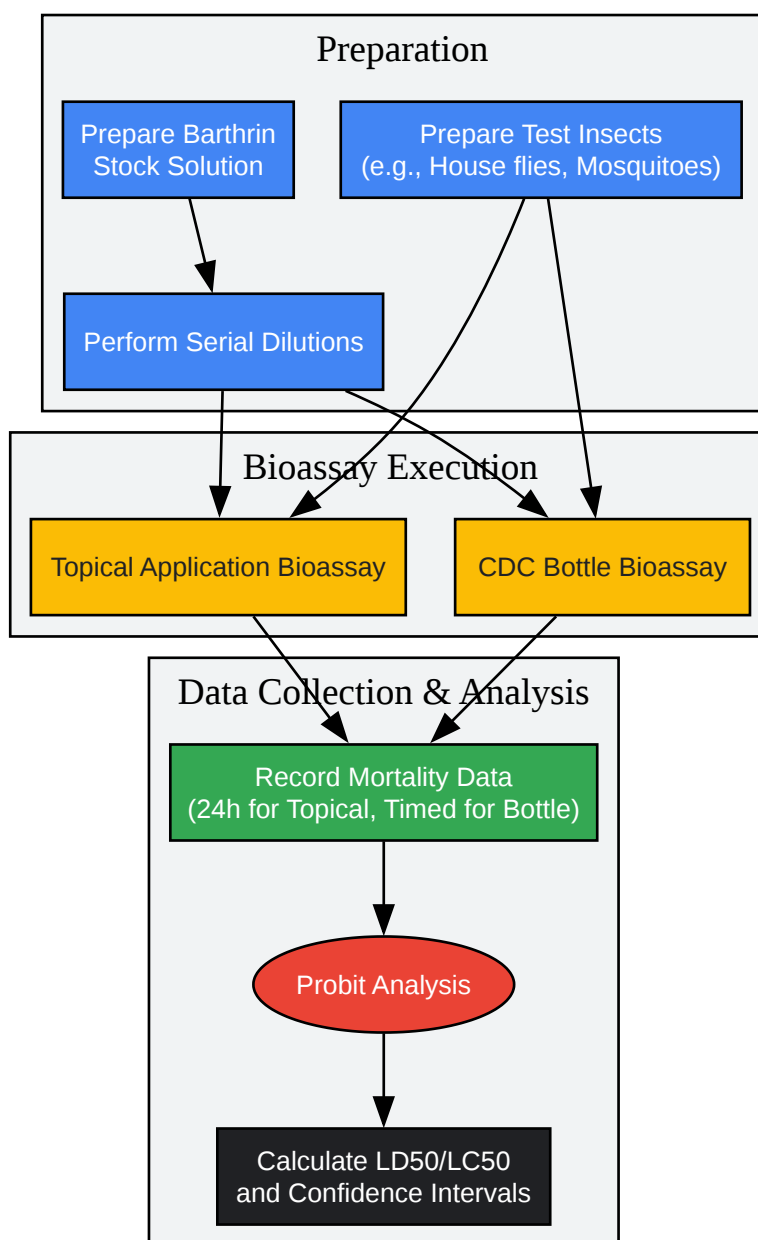 Preparation
Prepare Barthrin
Stock Solution
Prepare Test Insects
(e.g., House flies, Mosquitoes)
Perform Serial Dilutions
Bioassay Execution
Topical Application Bioassay
CDC Bottle Bioassay
Data Collection & Analysis
Record Mortality Data
(24h for Topical, Timed for Bottle)
Probit Analysis
Calculate LD50/LC50
and Confidence Intervals